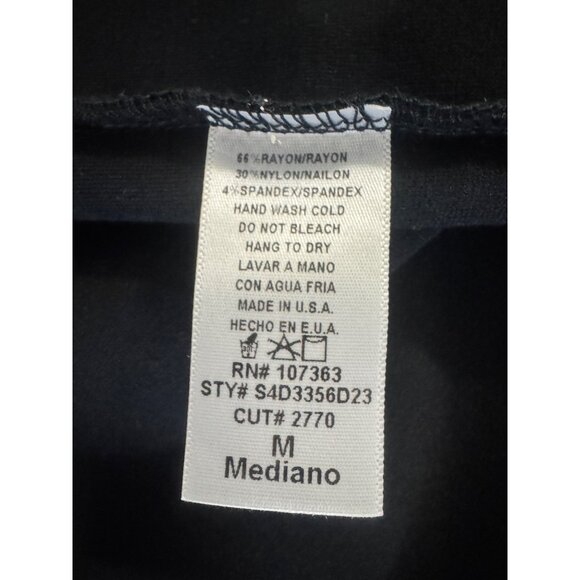 66%RAYON/RAYON
30%NYLON/NAILON
4%SPANDEX/SPANDEX
HAND WASH COLD
DO NOT BLEACH
HANG TO DRY
LAVAR A MANO
CON AGUA FRIA
MADE IN U.S.A.
HECHO EN E.U.A.
RN# 107363
STY# S4D3356D23
CUT# 2770
M
Mediano